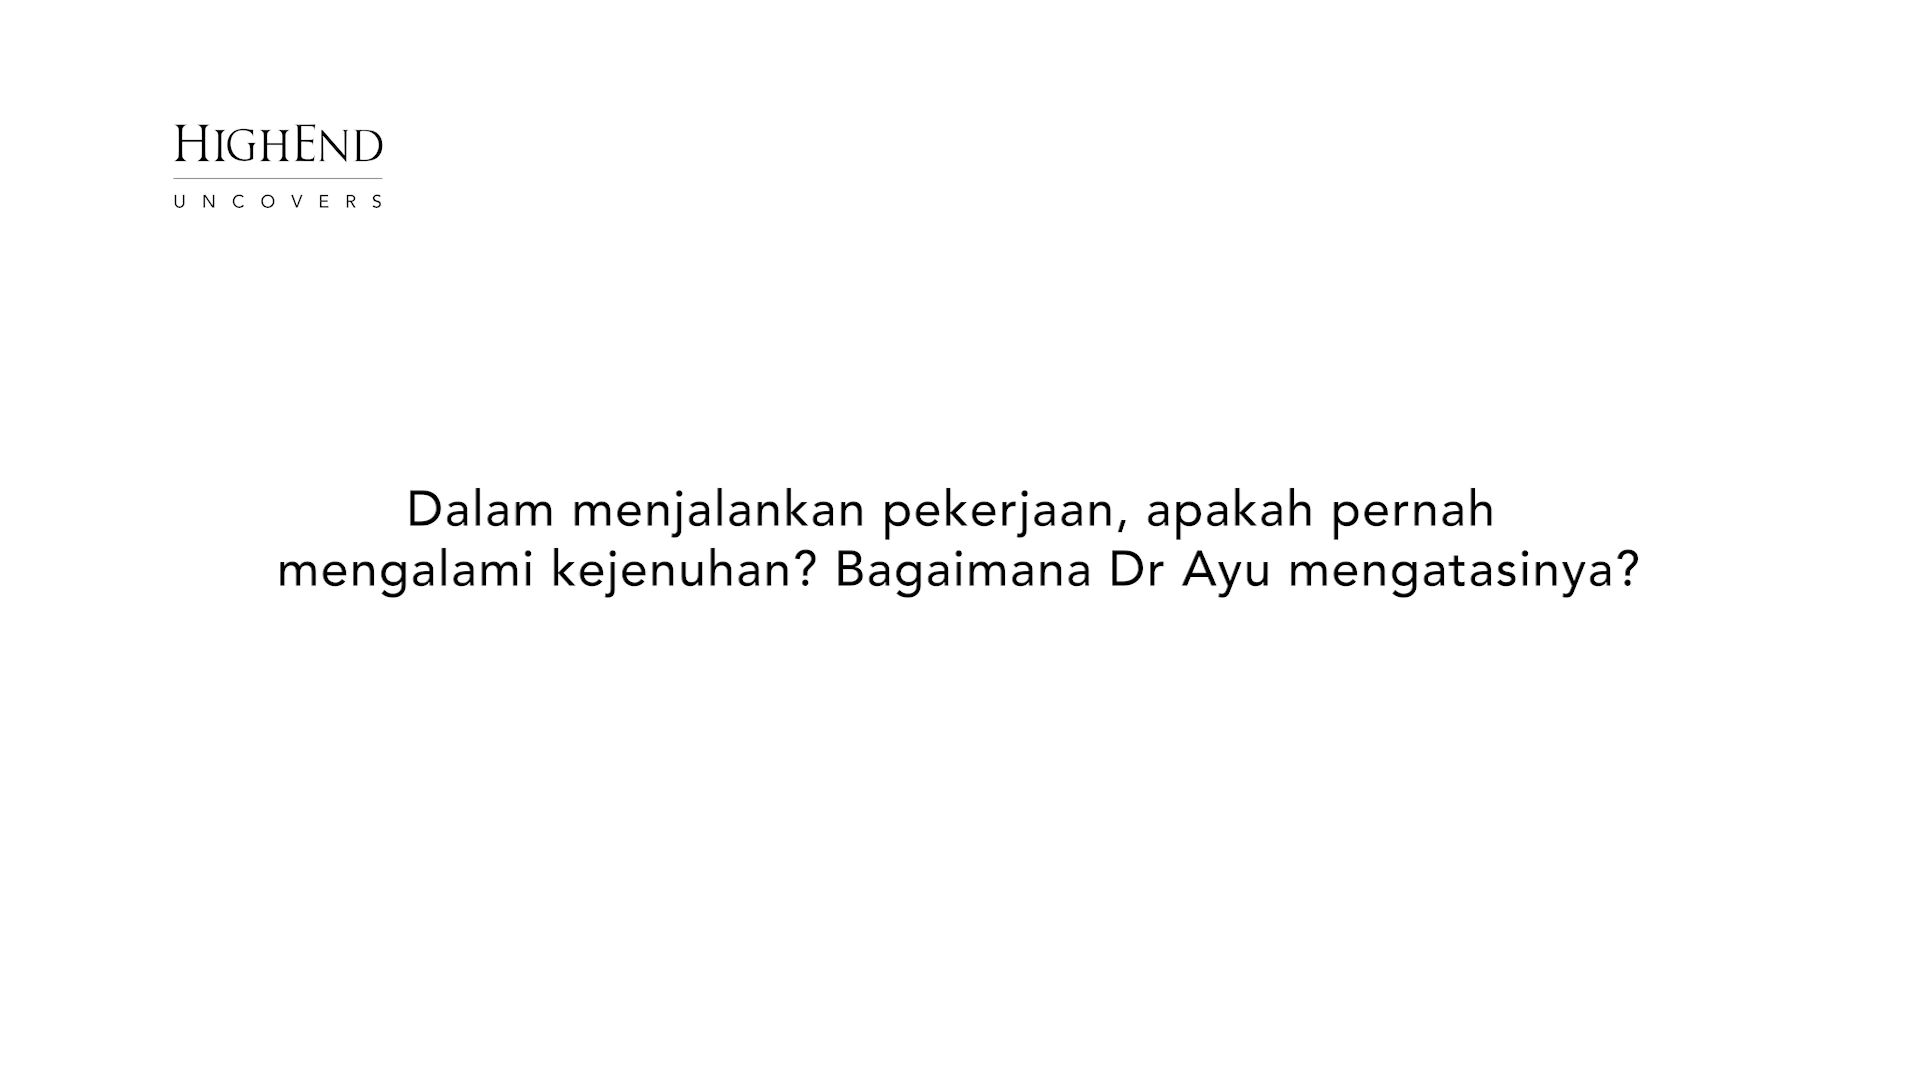 HIGHEND
UNCOVERS
Dalam menjalankan pekerjaan, apakah pernah
mengalami kejenuhan? Bagaimana Dr Ayu mengatasinya?